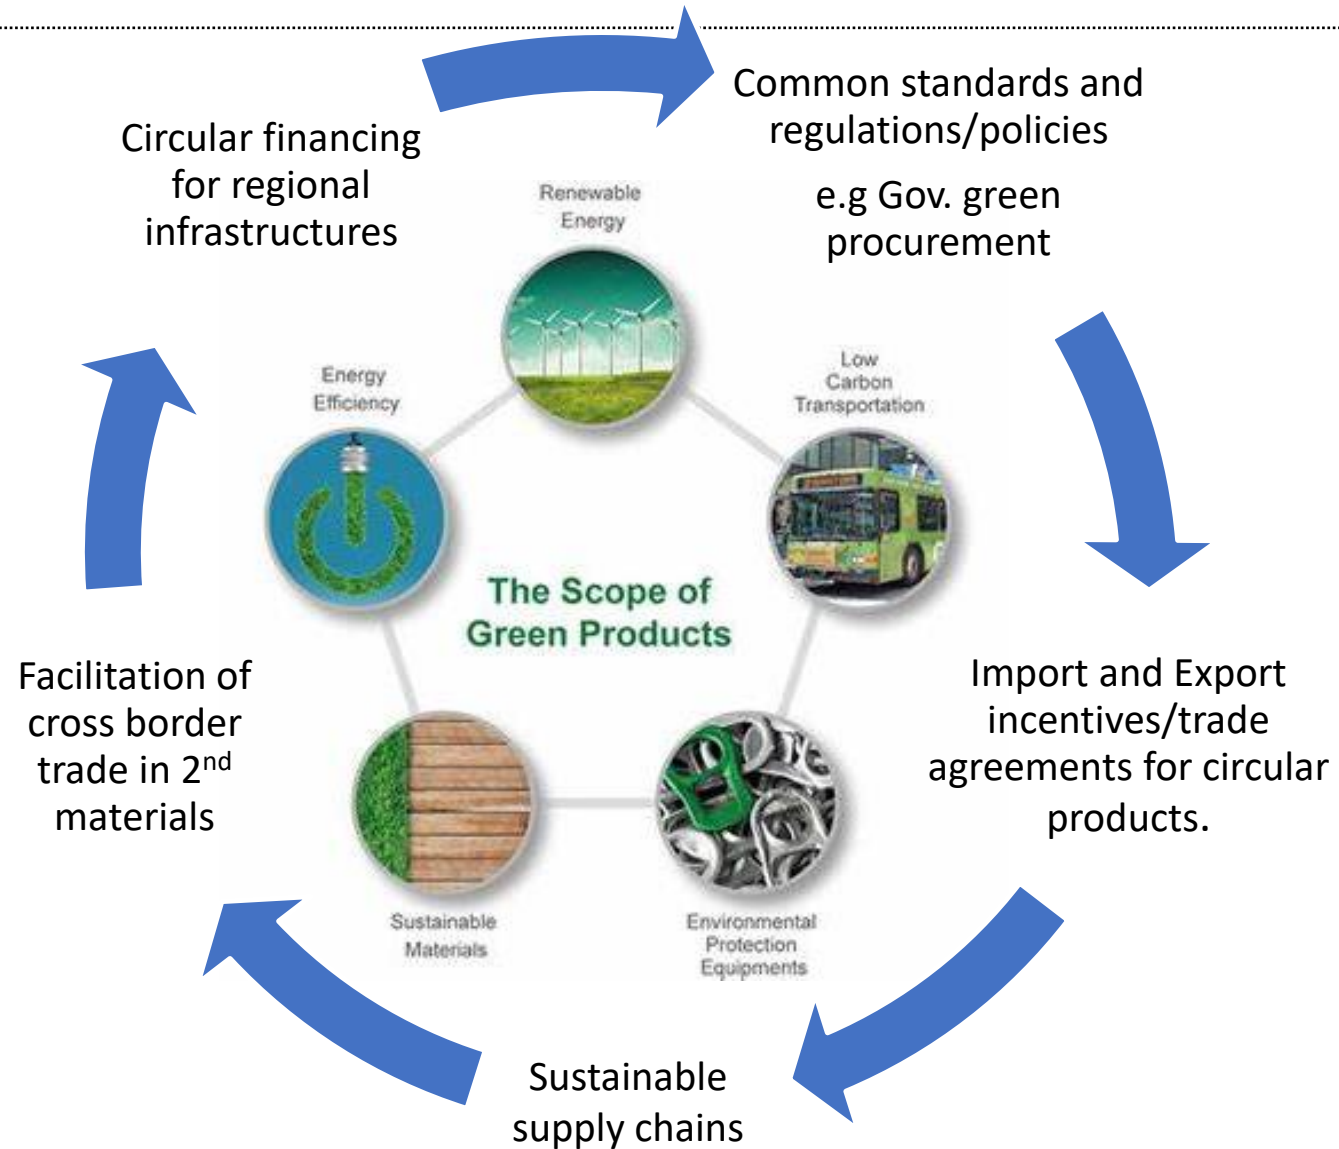 Common standards and
regulations/policies
e.g Gov. green
procurement
Circular financing
for regional
infrastructures
Renewable
Energy
Energy
Efficiency
Low
Carbon
Transportation
The Scope of
Green Products
Facilitation of
cross border
trade in 2nd
materials
Import and Export
incentives/trade
agreements for circular
products.
Sustainable
Materials
Environmental
Protection
Equipments
Sustainable
supply chains